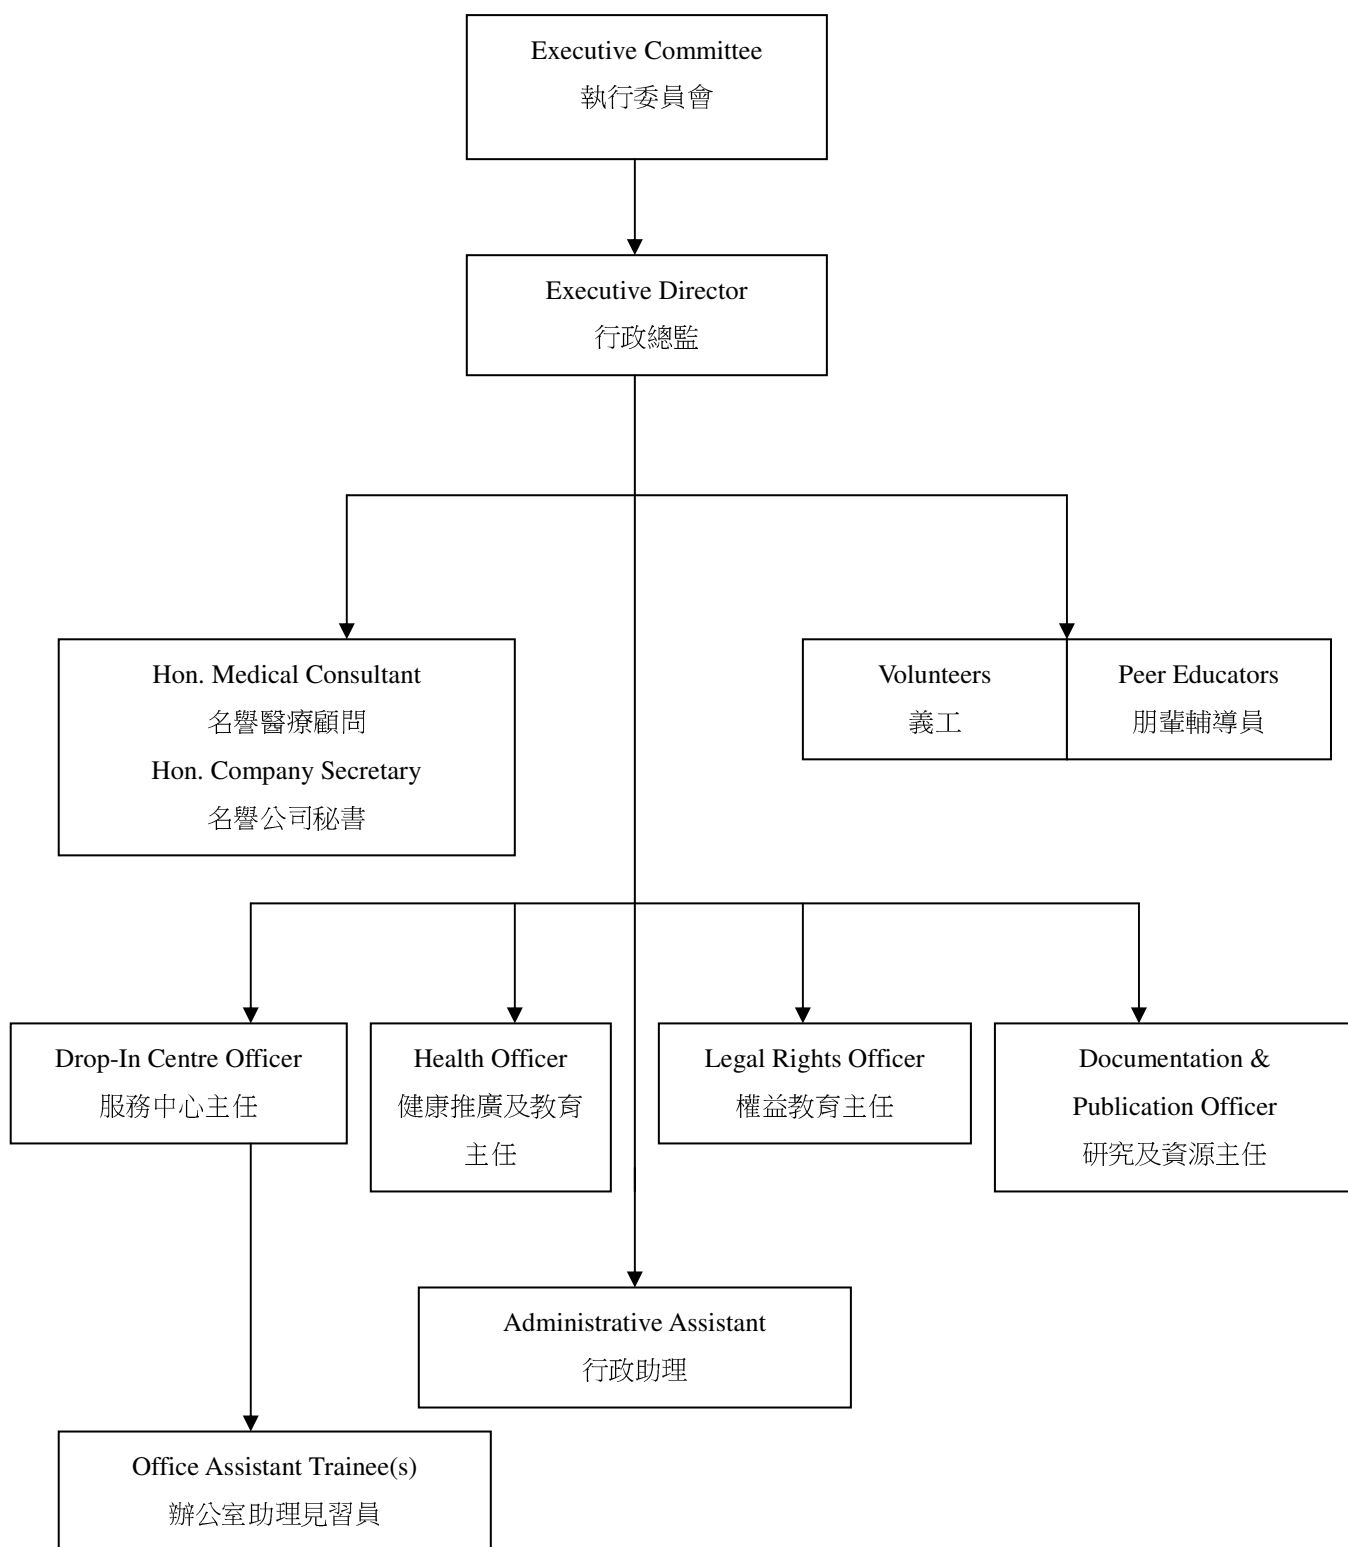 Executive Committee
執行委員會
Executive Director
行政總監
Hon. Medical Consultant
名譽醫療顧問
Hon. Company Secretary
名譽公司秘書
Volunteers
義工
Peer Educators
朋輩輔導員
Drop-In Centre Officer
服務中心主任
Health Officer
健康推廣及教育
主任
Legal Rights Officer
權益教育主任
Documentation &
Publication Officer
研究及資源主任
Administrative Assistant
行政助理
Office Assistant Trainee(s)
辦公室助理見習員